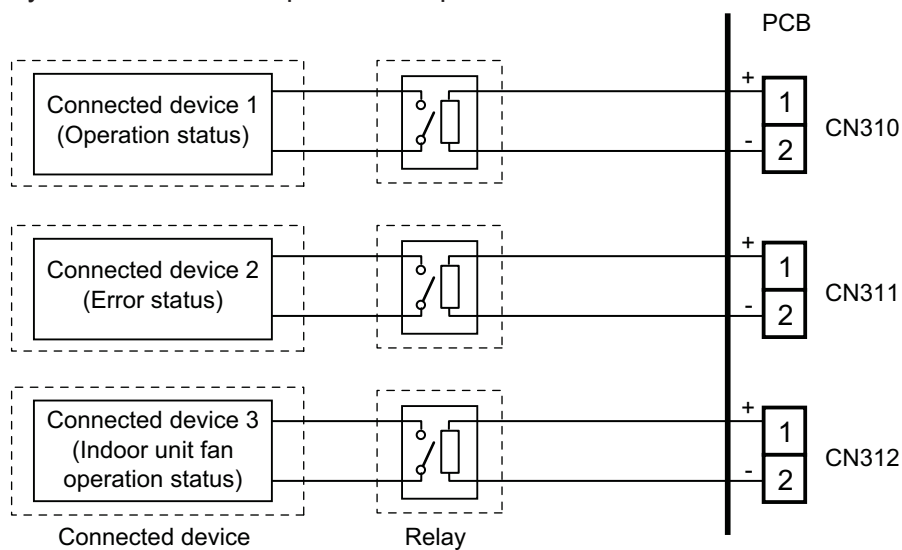 PCB
Connected device 1
(Operation status)
+
1
-
2
CN310
Connected device 2
(Error status)
+
1
-
2
CN311
Connected device 3
(Indoor unit fan
operation status)
+
1
-
2
CN312
Connected device
Relay